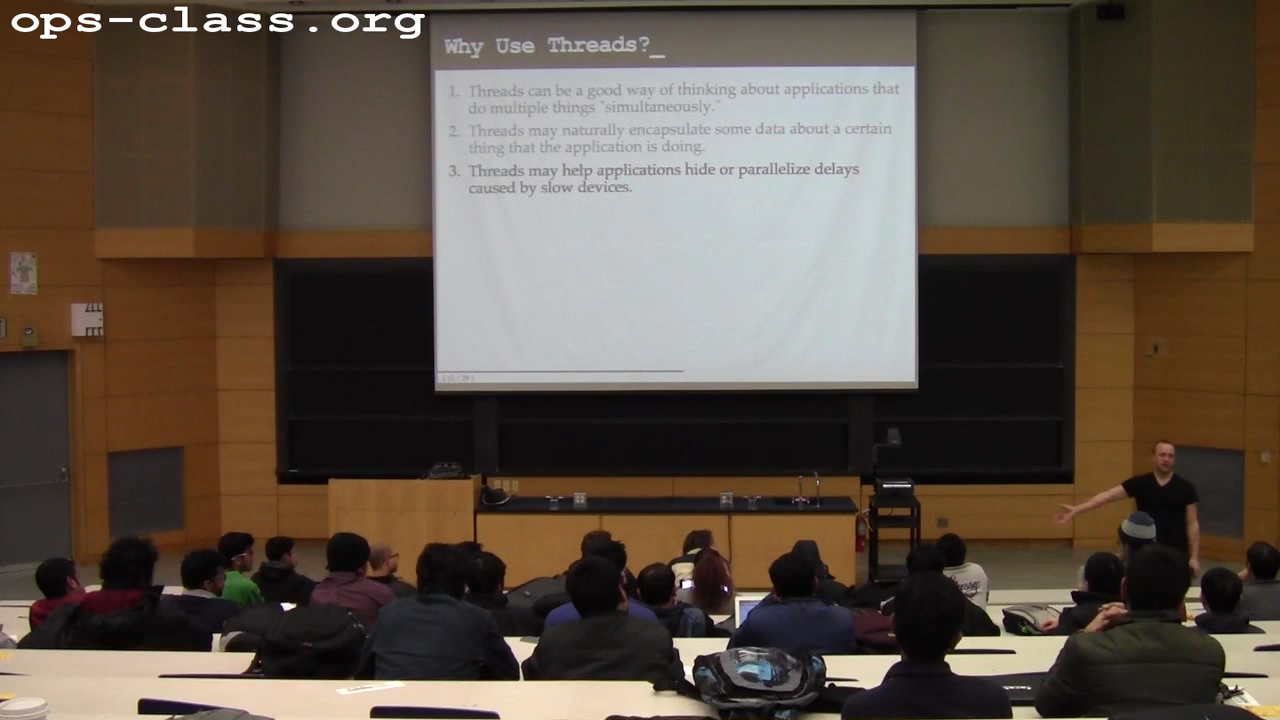 ops-class.org
Why Use Threads?_
1. Threads can be a good way of thinking about applications that
do multiple things "simultaneously."
2. Threads may naturally encapsulate some data about a certain
thing that the application is doing.
3. Threads may help applications hide or parallelize delays
caused by slow devices.